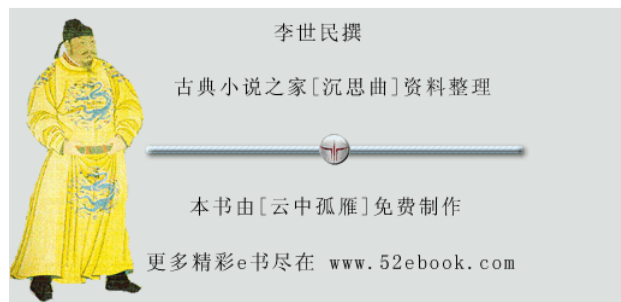 李世民撰
古典小说之家[沉思曲]资料整理
本书由[云中孤雁]免费制作
更多精彩e书尽在 www.52ebook.com